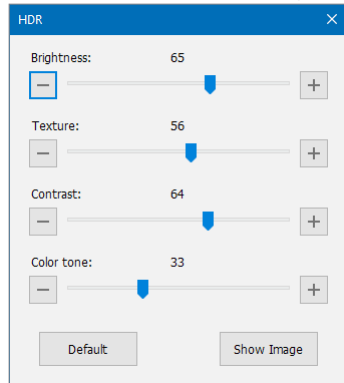 HDR
Brightness: 65
Texture: 56
Contrast: 64
Color tone: 33
Default Show Image